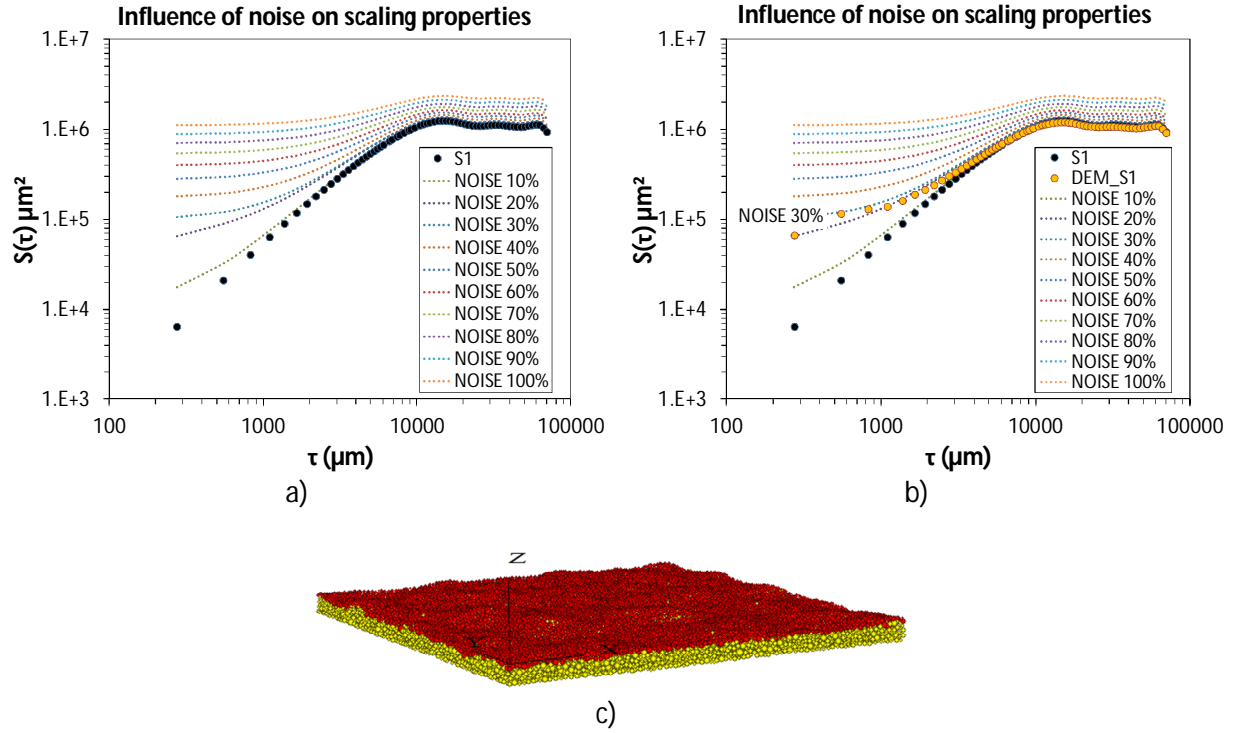 Influence of noise on scaling properties
1.E+7
1.E+6
1.E+5
1.E+4
1.E+3
S(τ) μm²
S1
NOISE 10%
NOISE 20%
NOISE 30%
NOISE 40%
NOISE 50%
NOISE 60%
NOISE 70%
NOISE 80%
NOISE 90%
NOISE 100%
100 1000 10000 100000
τ (μm)
a)
Influence of noise on scaling properties
1.E+7
1.E+6
1.E+5
1.E+4
1.E+3
S(τ) μm²
NOISE 30%
S1
DEM_S1
NOISE 10%
NOISE 20%
NOISE 30%
NOISE 40%
NOISE 50%
NOISE 60%
NOISE 70%
NOISE 80%
NOISE 90%
NOISE 100%
100 1000 10000 100000
τ (μm)
b)
Z
Y
X
c)